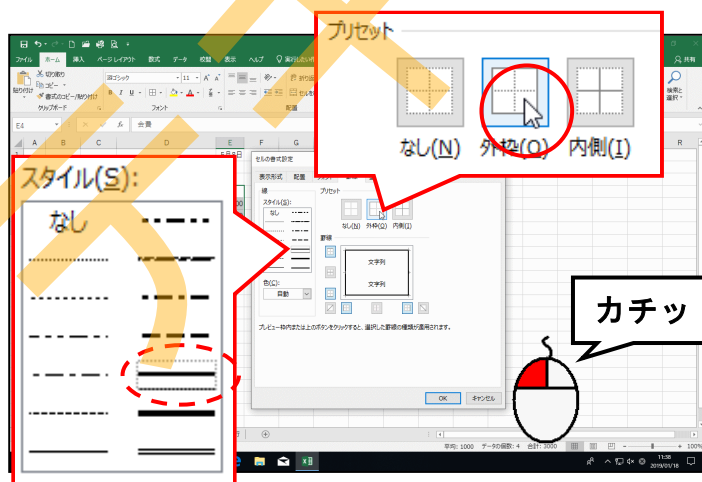 プリセット
なし(N) 外枠(O) 内側(I)
ファイル ホーム 挿入 ページ レイアウト 数式 データ 校閲 表示 ヘルプ
共有
貼り付け
切り取り
コピー
書式のコピー/貼り付け
クリップボード
游ゴシック 11
B I U
フォント
配置
検索と
選択
E4 fx 会費
A B C D E F G R
スタイル(S):
なし
セルの書式設定
表示形式 配置
線
スタイル(S):
なし
色(C):
自動
プリセット
なし(N) 外枠(O) 内側(I)
罫線
文字列
文字列
プレビュー枠内または上のボタンをクリックすると、選択した罫線の種類が適用されます。
OK キャンセル
カチッ
平均: 1000 データの個数: 4 合計: 3000 100%
11:36
2019/01/18